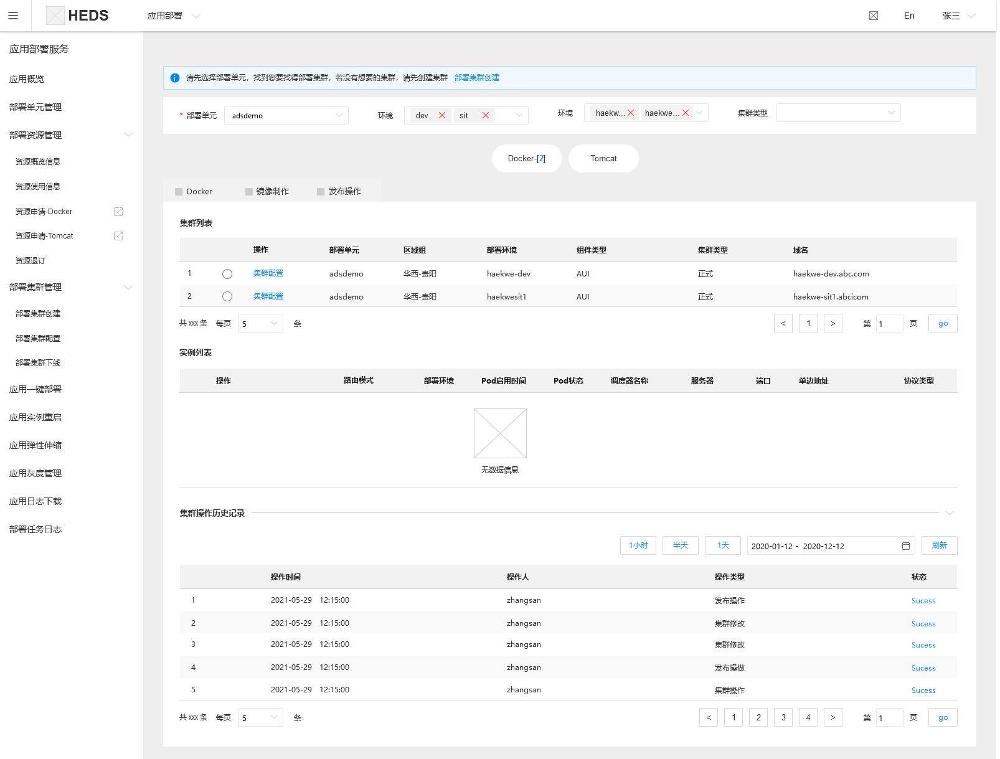 HEDS 应用部署 En 张三
应用部署服务
应用概览
部署单元管理
部署资源管理
资源概览信息
资源使用信息
资源申请-Docker
资源申请-Tomcat
资源退订
部署集群管理
部署集群创建
部署集群配置
部署集群下线
应用一键部署
应用实例重启
应用弹性伸缩
应用灰度管理
应用日志下载
部署任务日志
请先选择部署单元，找到您要找得部署集群，若没有想要的集群，请先创建集群 部署集群创建
* 部署单元 adsdemo 环境 dev sit 环境 haekw... haekwe... 集群类型
Docker-[2] Tomcat
Docker 镜像制作 发布操作
集群列表
操作 部署单元 区域组 部署环境 组件类型 集群类型 域名
1 集群配置 adsdemo 华西-贵阳 haekwe-dev AUI 正式 haekwe-dev.abc.com
2 集群配置 adsdemo 华西-贵阳 haekwesit1 AUI 正式 haekwe-sit1.abcicom
共 xxx 条 每页 5 条 < 1 > 第 1 页 go
实例列表
操作 路由模式 部署环境 Pod启用时间 Pod状态 调度器名称 服务器 端口 单边地址 协议类型
无数据信息
集群操作历史记录
1小时 半天 1天 2020-01-12 - 2020-12-12 刷新
操作时间 操作人 操作类型 状态
1 2021-05-29 12:15:00 zhangsan 发布操作 Sucess
2 2021-05-29 12:15:00 zhangsan 集群修改 Sucess
3 2021-05-29 12:15:00 zhangsan 集群修改 Sucess
4 2021-05-29 12:15:00 zhangsan 发布操做 Sucess
5 2021-05-29 12:15:00 zhangsan 集群操作 Sucess
共 xxx 条 每页 5 条 < 1 2 3 4 > 第 1 页 go